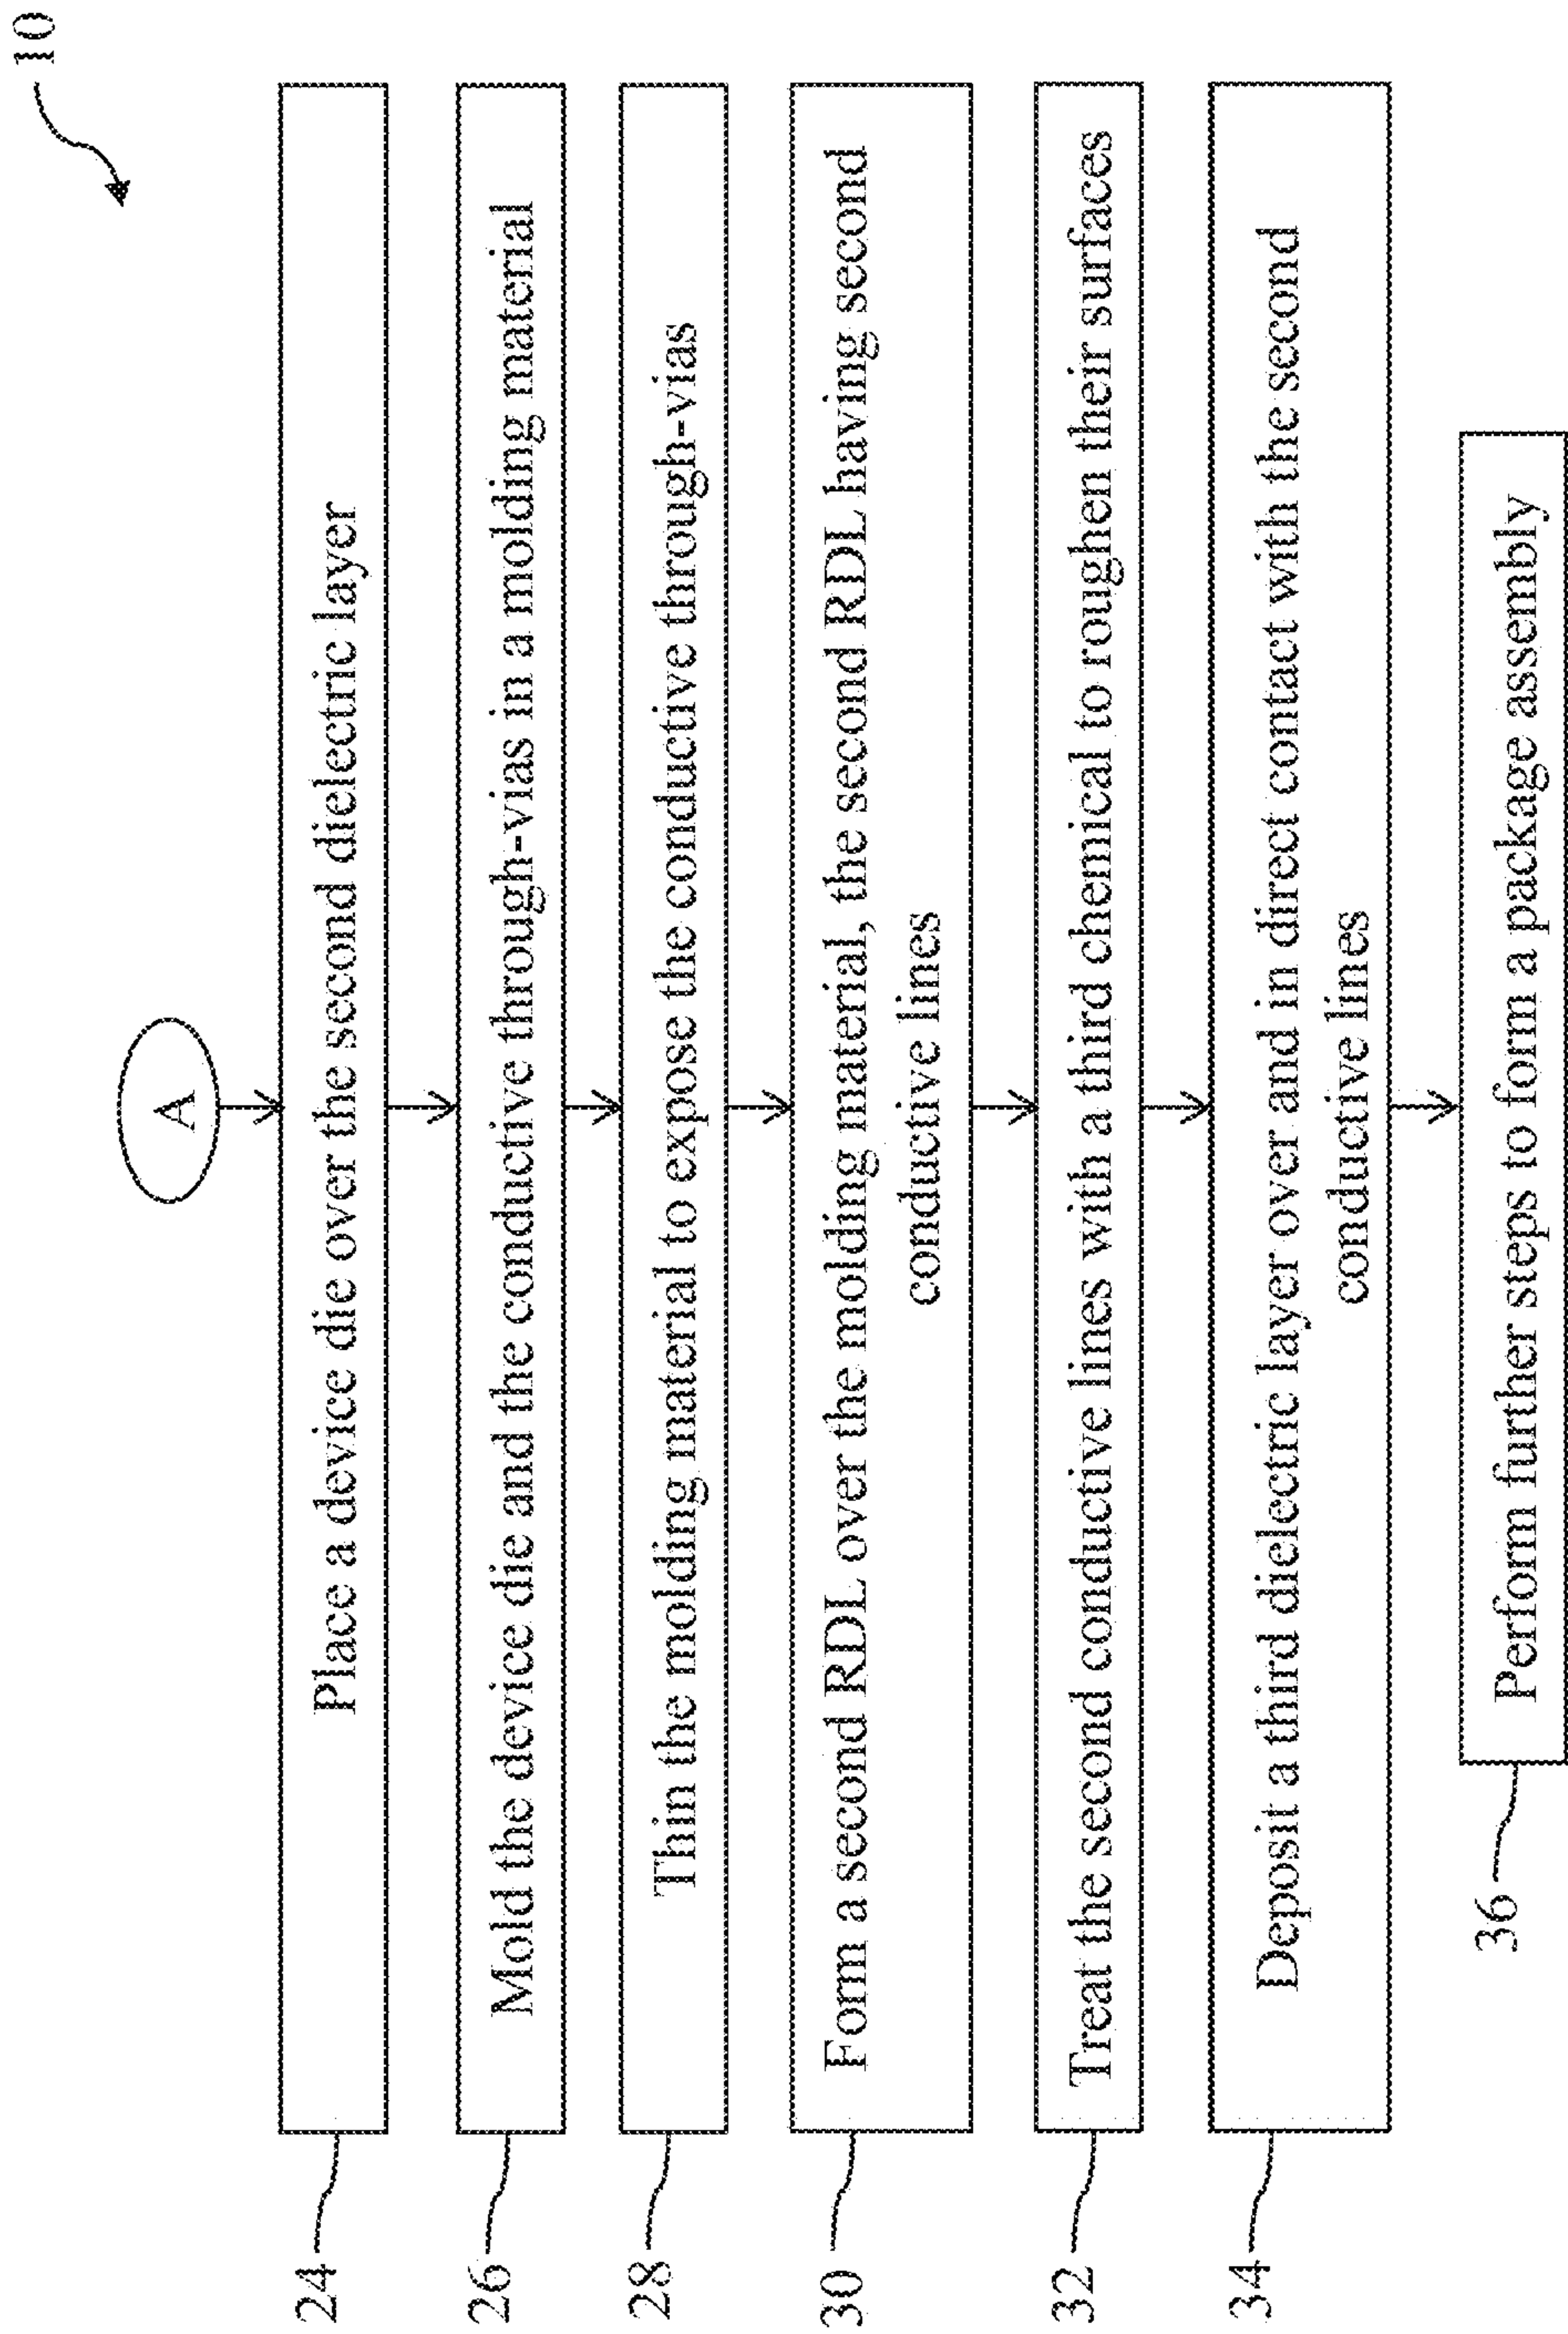 10
A
24
Place a device die over the second dielectric layer
26
Mold the device die and the conductive through-vias in a molding material
28
Thin the molding material to expose the conductive through-vias
30
Form a second RDL over the molding material, the second RDL having second
conductive lines
32
Treat the second conductive lines with a third chemical to roughen their surfaces
34
Deposit a third dielectric layer over and in direct contact with the second
conductive lines
36
Perform further steps to form a package assembly